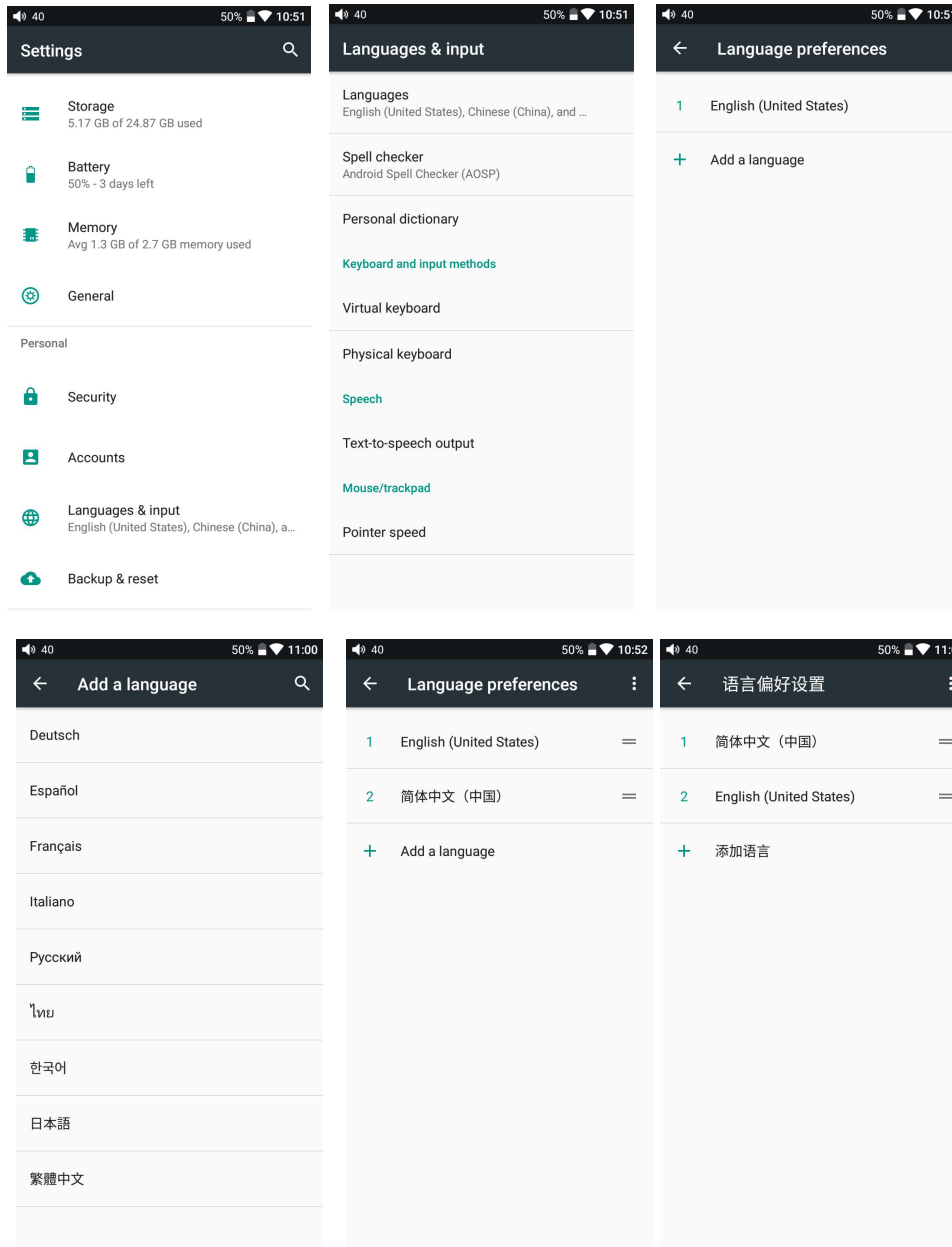 40 50% 10:51
Settings
Storage
5.17 GB of 24.87 GB used
Battery
50% - 3 days left
Memory
Avg 1.3 GB of 2.7 GB memory used
General
Personal
Security
Accounts
Languages & input
English (United States), Chinese (China), a...
Backup & reset
40 50% 10:51
Languages & input
Languages
English (United States), Chinese (China), and ...
Spell checker
Android Spell Checker (AOSP)
Personal dictionary
Keyboard and input methods
Virtual keyboard
Physical keyboard
Speech
Text-to-speech output
Mouse/trackpad
Pointer speed
40 50%
Language preferences
1 English (United States)
+ Add a language
40 50% 11:00
Add a language
Deutsch
Español
Français
Italiano
Русский
ไทย
한국어
日本語
繁體中文
40 50% 10:52
Language preferences
1 English (United States)
2 简体中文（中国）
+ Add a language
40 50%
语言偏好设置
1 简体中文（中国）
2 English (United States)
+ 添加语言